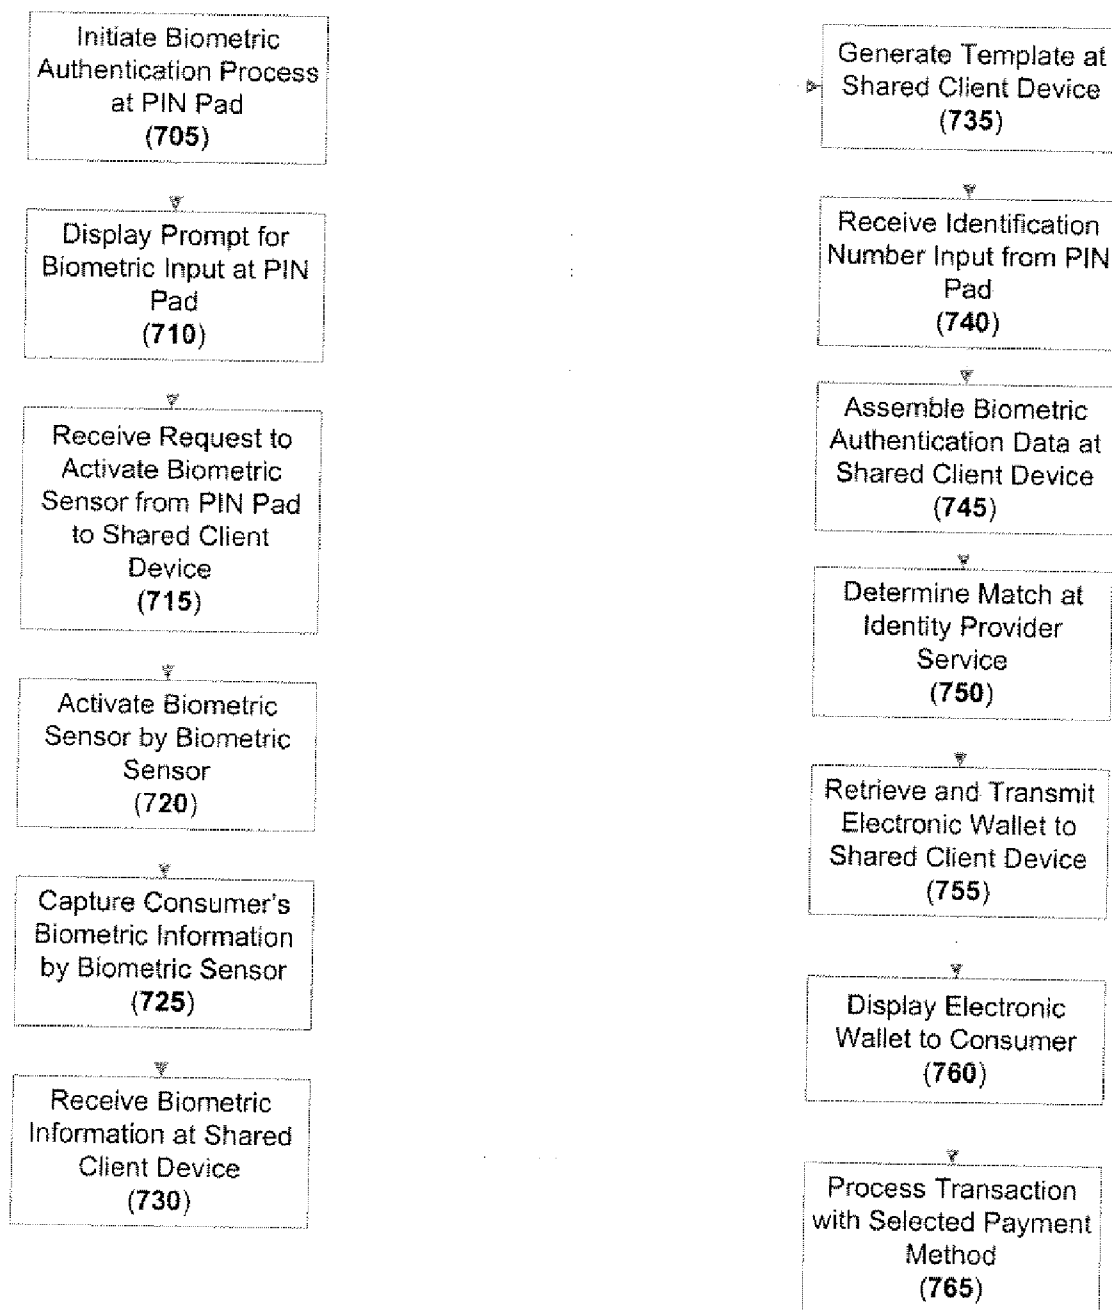 Initiate Biometric
Authentication Process
at PIN Pad
(705)
Display Prompt for
Biometric Input at PIN
Pad
(710)
Receive Request to
Activate Biometric
Sensor from PIN Pad
to Shared Client
Device
(715)
Activate Biometric
Sensor by Biometric
Sensor
(720)
Capture Consumer's
Biometric Information
by Biometric Sensor
(725)
Receive Biometric
Information at Shared
Client Device
(730)
Generate Template at
Shared Client Device
(735)
Receive Identification
Number Input from PIN
Pad
(740)
Assemble Biometric
Authentication Data at
Shared Client Device
(745)
Determine Match at
Identity Provider
Service
(750)
Retrieve and Transmit
Electronic Wallet to
Shared Client Device
(755)
Display Electronic
Wallet to Consumer
(760)
Process Transaction
with Selected Payment
Method
(765)